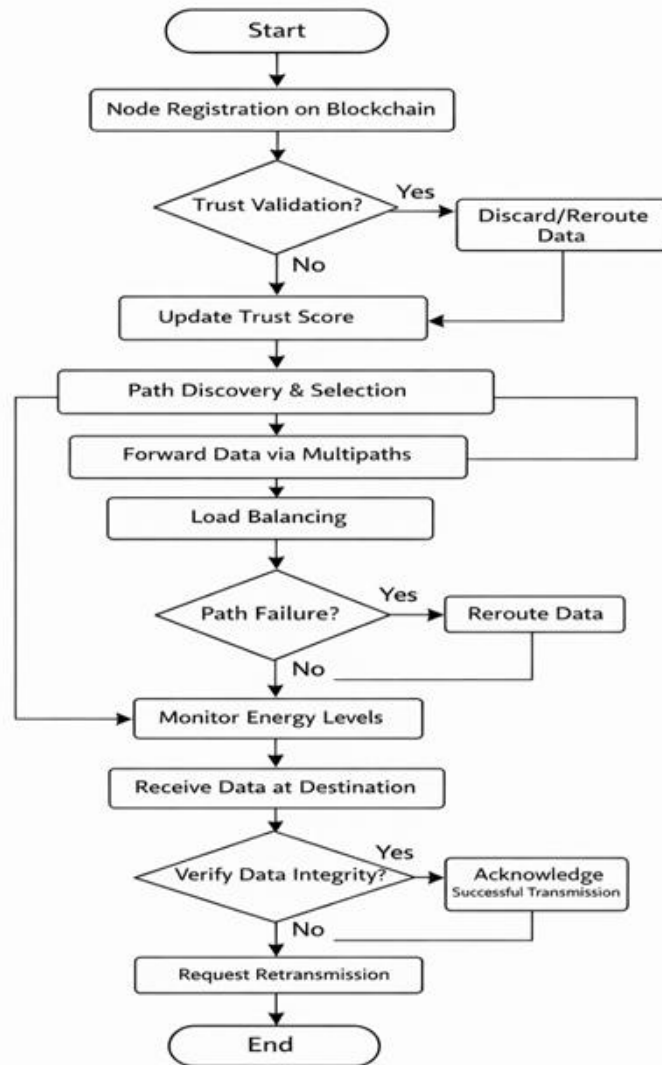 Start
Node Registration on Blockchain
Trust Validation?
Yes
Discard/Reroute
Data
No
Update Trust Score
Path Discovery & Selection
Forward Data via Multipaths
Load Balancing
Path Failure?
Yes
Reroute Data
No
Monitor Energy Levels
Receive Data at Destination
Verify Data Integrity?
Yes
Acknowledge
Successful Transmission
No
Request Retransmission
End